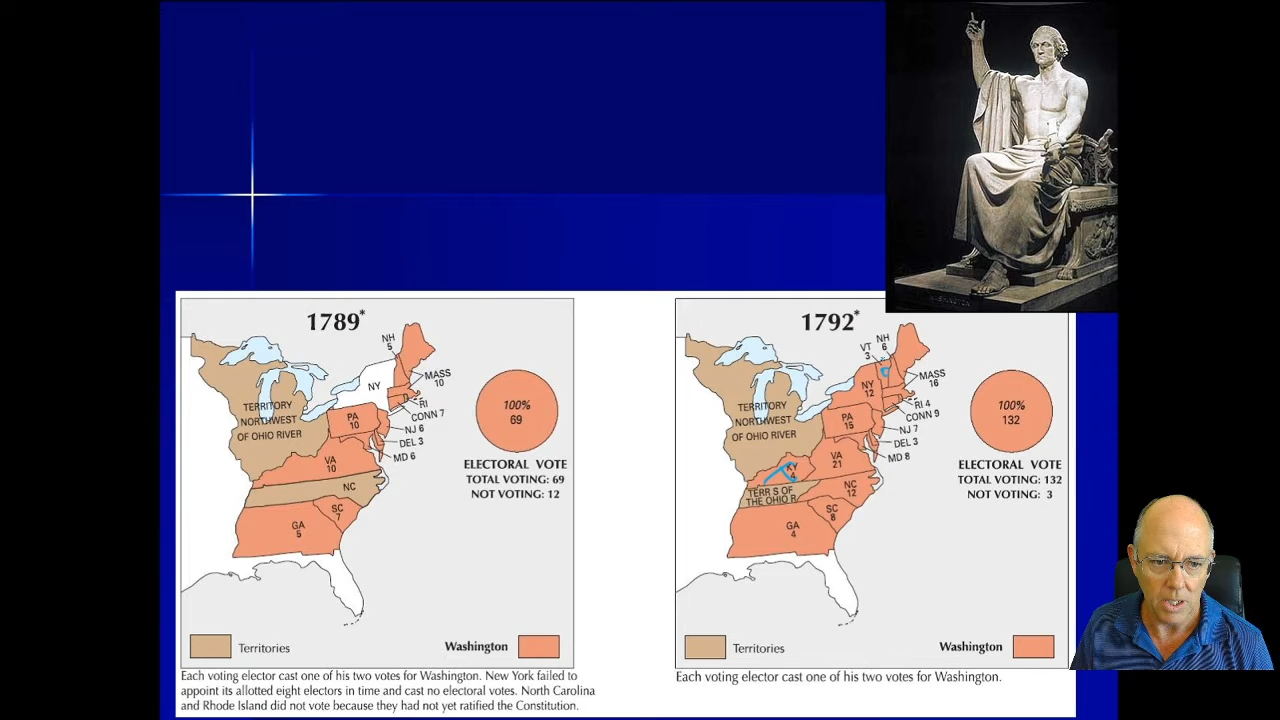 1789*
NH
5
MASS
10
NY
RI
CONN 7
TERRITORY
NORTHWEST
OF OHIO RIVER
PA
10
NJ 6
DEL 3
MD 6
VA
10
NC
SC
7
GA
5
100%
69
ELECTORAL VOTE
TOTAL VOTING: 69
NOT VOTING: 12
Territories
Washington
Each voting elector cast one of his two votes for Washington. New York failed to
appoint its allotted eight electors in time and cast no electoral votes. North Carolina
and Rhode Island did not vote because they had not yet ratified the Constitution.
1792*
NH
6
VT
3
MASS
16
NY
12
RI 4
CONN 9
TERRITORY
NORTHWEST
OF OHIO RIVER
PA
15
NJ 7
DEL 3
MD 8
VA
21
KY
4
TERR S OF
THE OHIO R
NC
12
SC
8
GA
4
100%
132
ELECTORAL VOTE
TOTAL VOTING: 132
NOT VOTING: 3
Territories
Washington
Each voting elector cast one of his two votes for Washington.
WASHINGTON